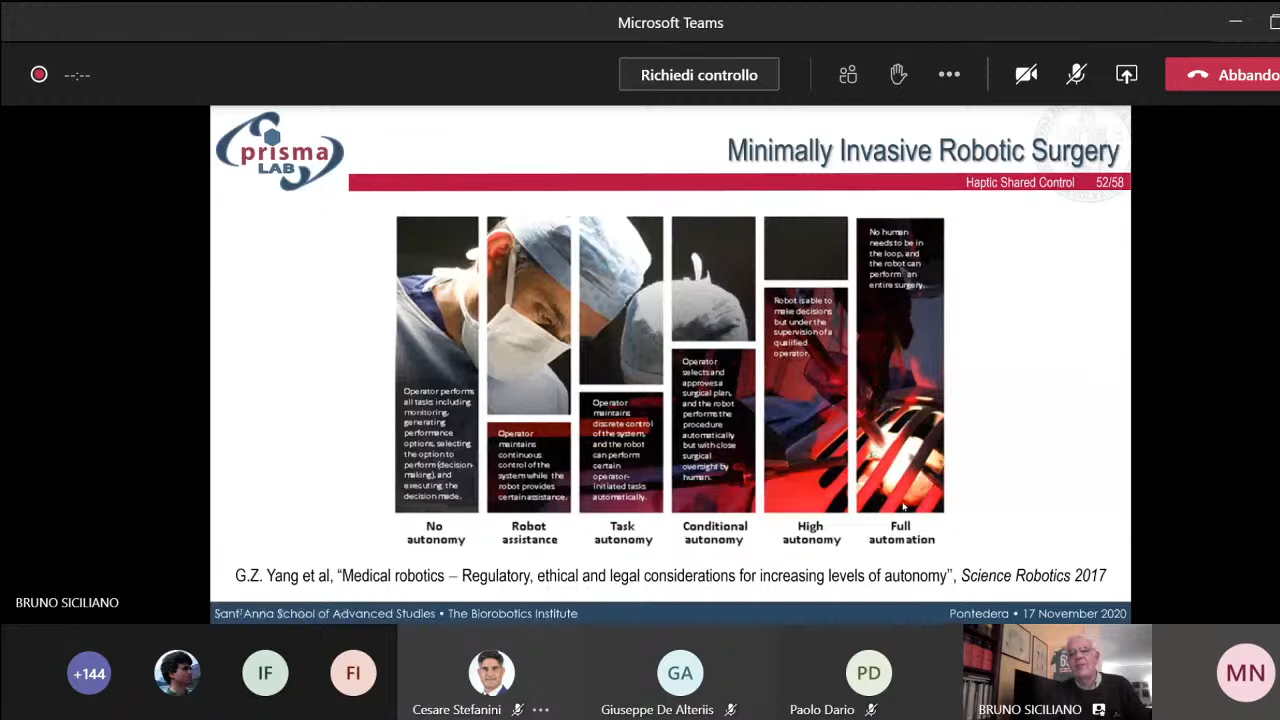 Microsoft Teams
--:--
Richiedi controllo
Abbando
prisma
LAB
Minimally Invasive Robotic Surgery
Haptic Shared Control 52/58
Operator performs
all tasks including
monitoring,
generating
performance
options, selecting
the option to
perform (decision-
making), and
executing the
decision made.
Operator
maintains
continuous
control of the
system while the
robot provides
certain assistance.
Operator
maintains
discrete control
of the system,
and the robot
can perform
certain
operator-
initiated tasks
automatically.
Operator
selects and
approves a
surgical plan,
and the robot
performs the
procedure
automatically
but with close
surgical
oversight by
human.
Robot is able to
make decisions
but under the
supervision of a
qualified
operator.
No human
needs to be in
the loop, and
the robot can
perform an
entire surgery.
No
autonomy
Robot
assistance
Task
autonomy
Conditional
autonomy
High
autonomy
Full
automation
G.Z. Yang et al, “Medical robotics – Regulatory, ethical and legal considerations for increasing levels of autonomy”, Science Robotics 2017
BRUNO SICILIANO
Sant'Anna School of Advanced Studies • The Biorobotics Institute
Pontedera • 17 November 2020
+144
IF
FI
Cesare Stefanini
GA
Giuseppe De Alteriis
PD
Paolo Dario
BRUNO SICILIANO
MN